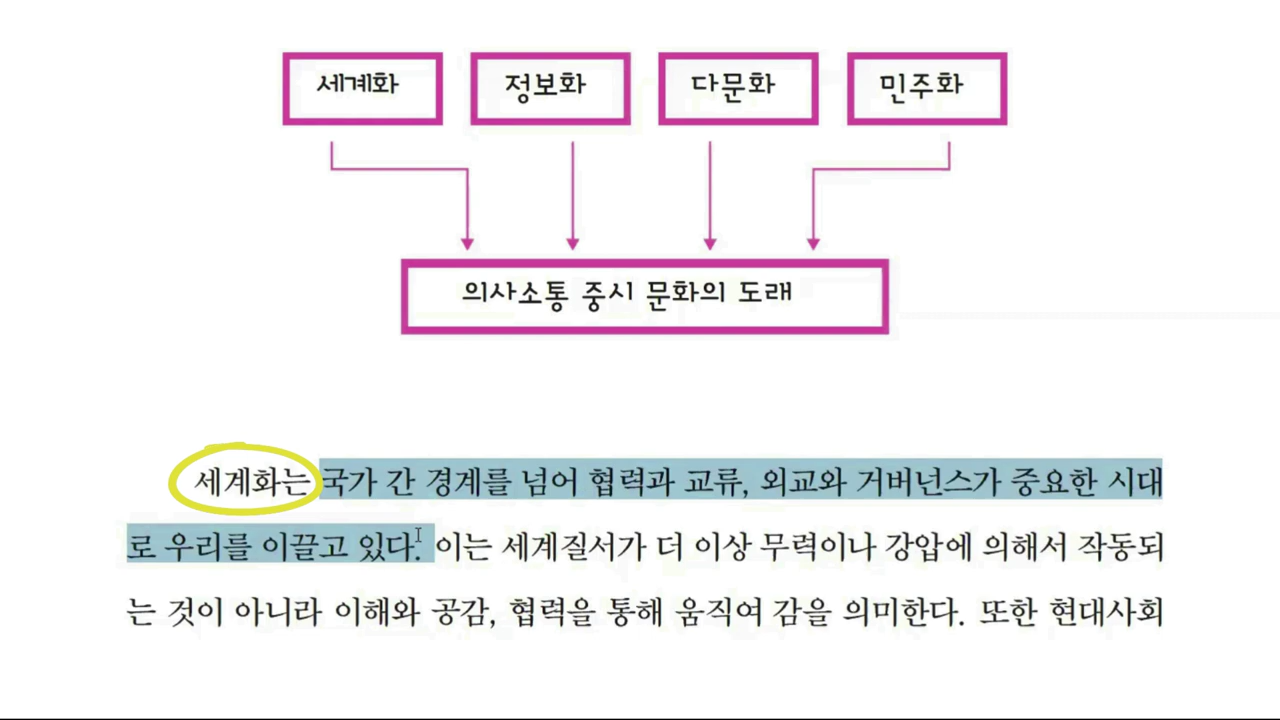 세계화 정보화 다문화 민주화
의사소통 중시 문화의 도래
세계화는 국가 간 경계를 넘어 협력과 교류, 외교와 거버넌스가 중요한 시대
로 우리를 이끌고 있다. 이는 세계질서가 더 이상 무력이나 강압에 의해서 작동되
는 것이 아니라 이해와 공감, 협력을 통해 움직여 감을 의미한다. 또한 현대사회